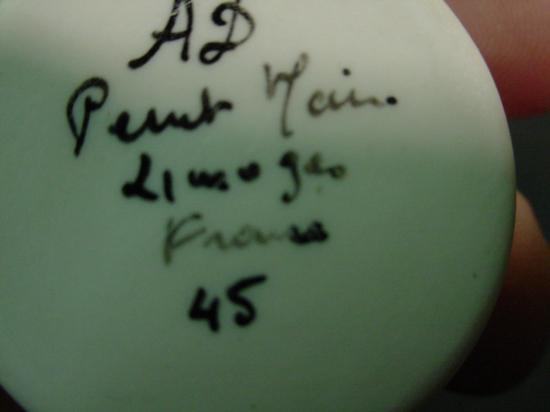 AD
Peint Main
Limoges
France
45